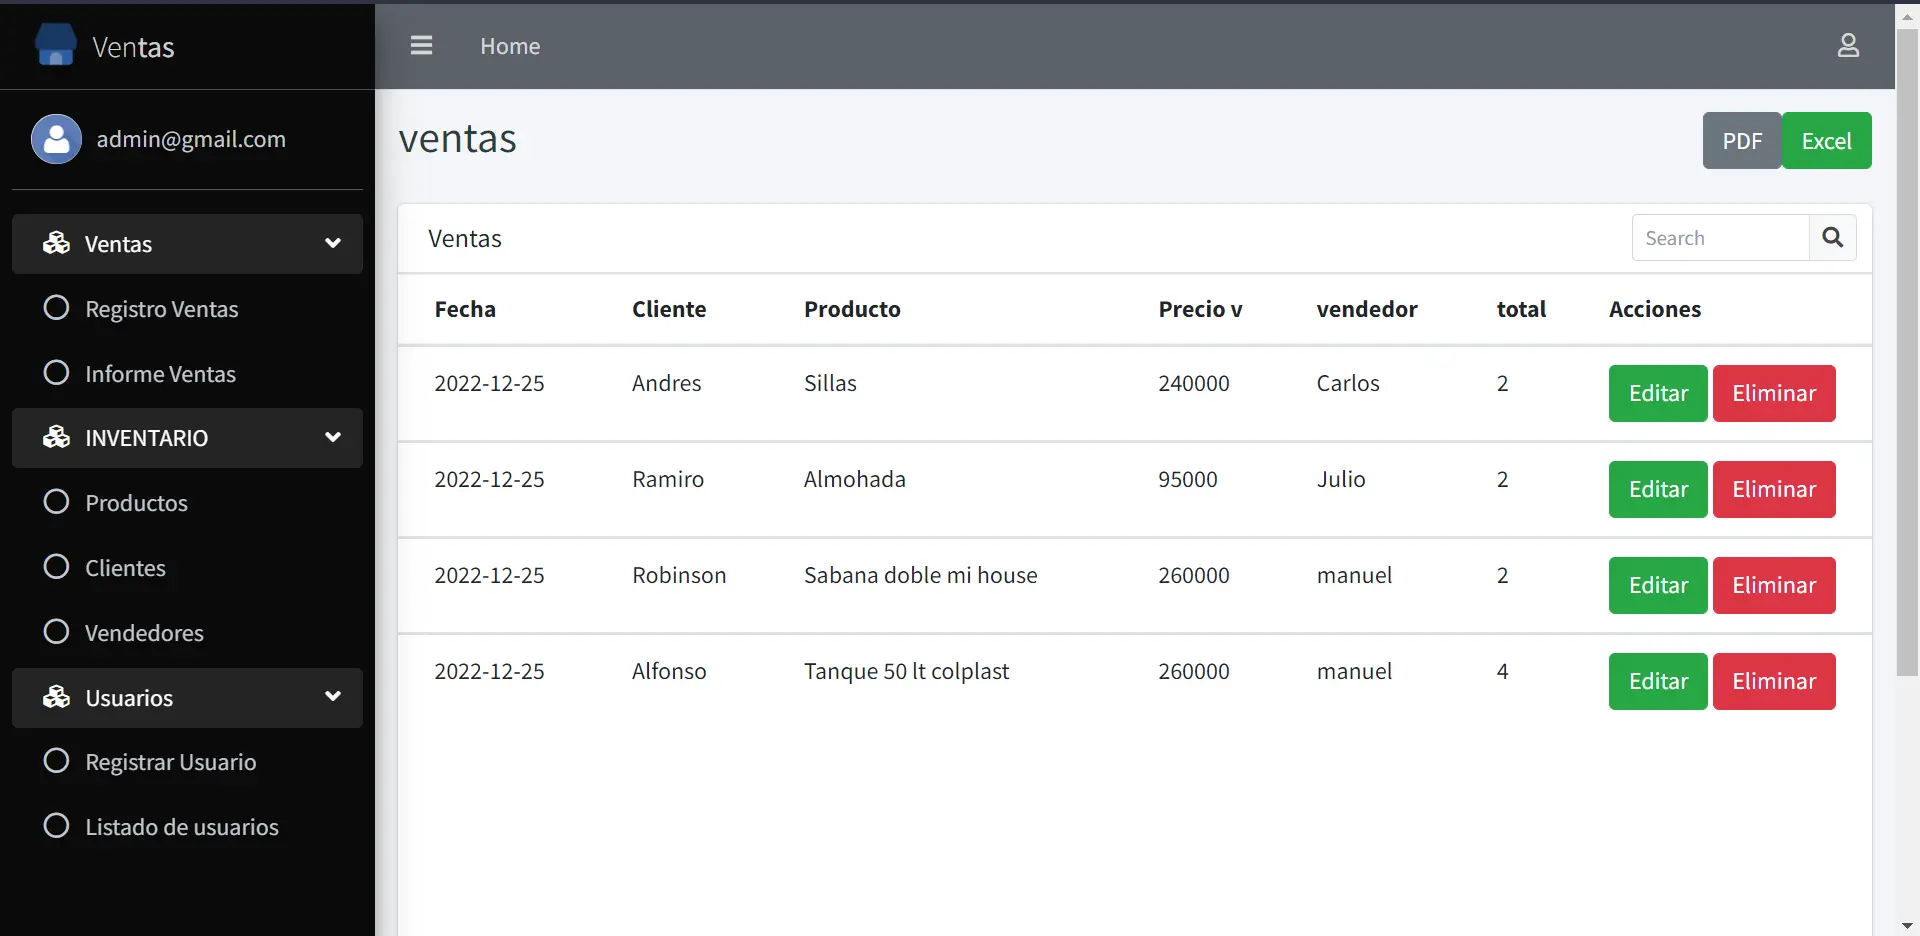 Ventas
Home
admin@gmail.com
Ventas
Registro Ventas
Informe Ventas
INVENTARIO
Productos
Clientes
Vendedores
Usuarios
Registrar Usuario
Listado de usuarios
ventas
PDF Excel
Ventas Search
Fecha Cliente Producto Precio v vendedor total Acciones
2022-12-25 Andres Sillas 240000 Carlos 2 Editar Eliminar
2022-12-25 Ramiro Almohada 95000 Julio 2 Editar Eliminar
2022-12-25 Robinson Sabana doble mi house 260000 manuel 2 Editar Eliminar
2022-12-25 Alfonso Tanque 50 lt colplast 260000 manuel 4 Editar Eliminar